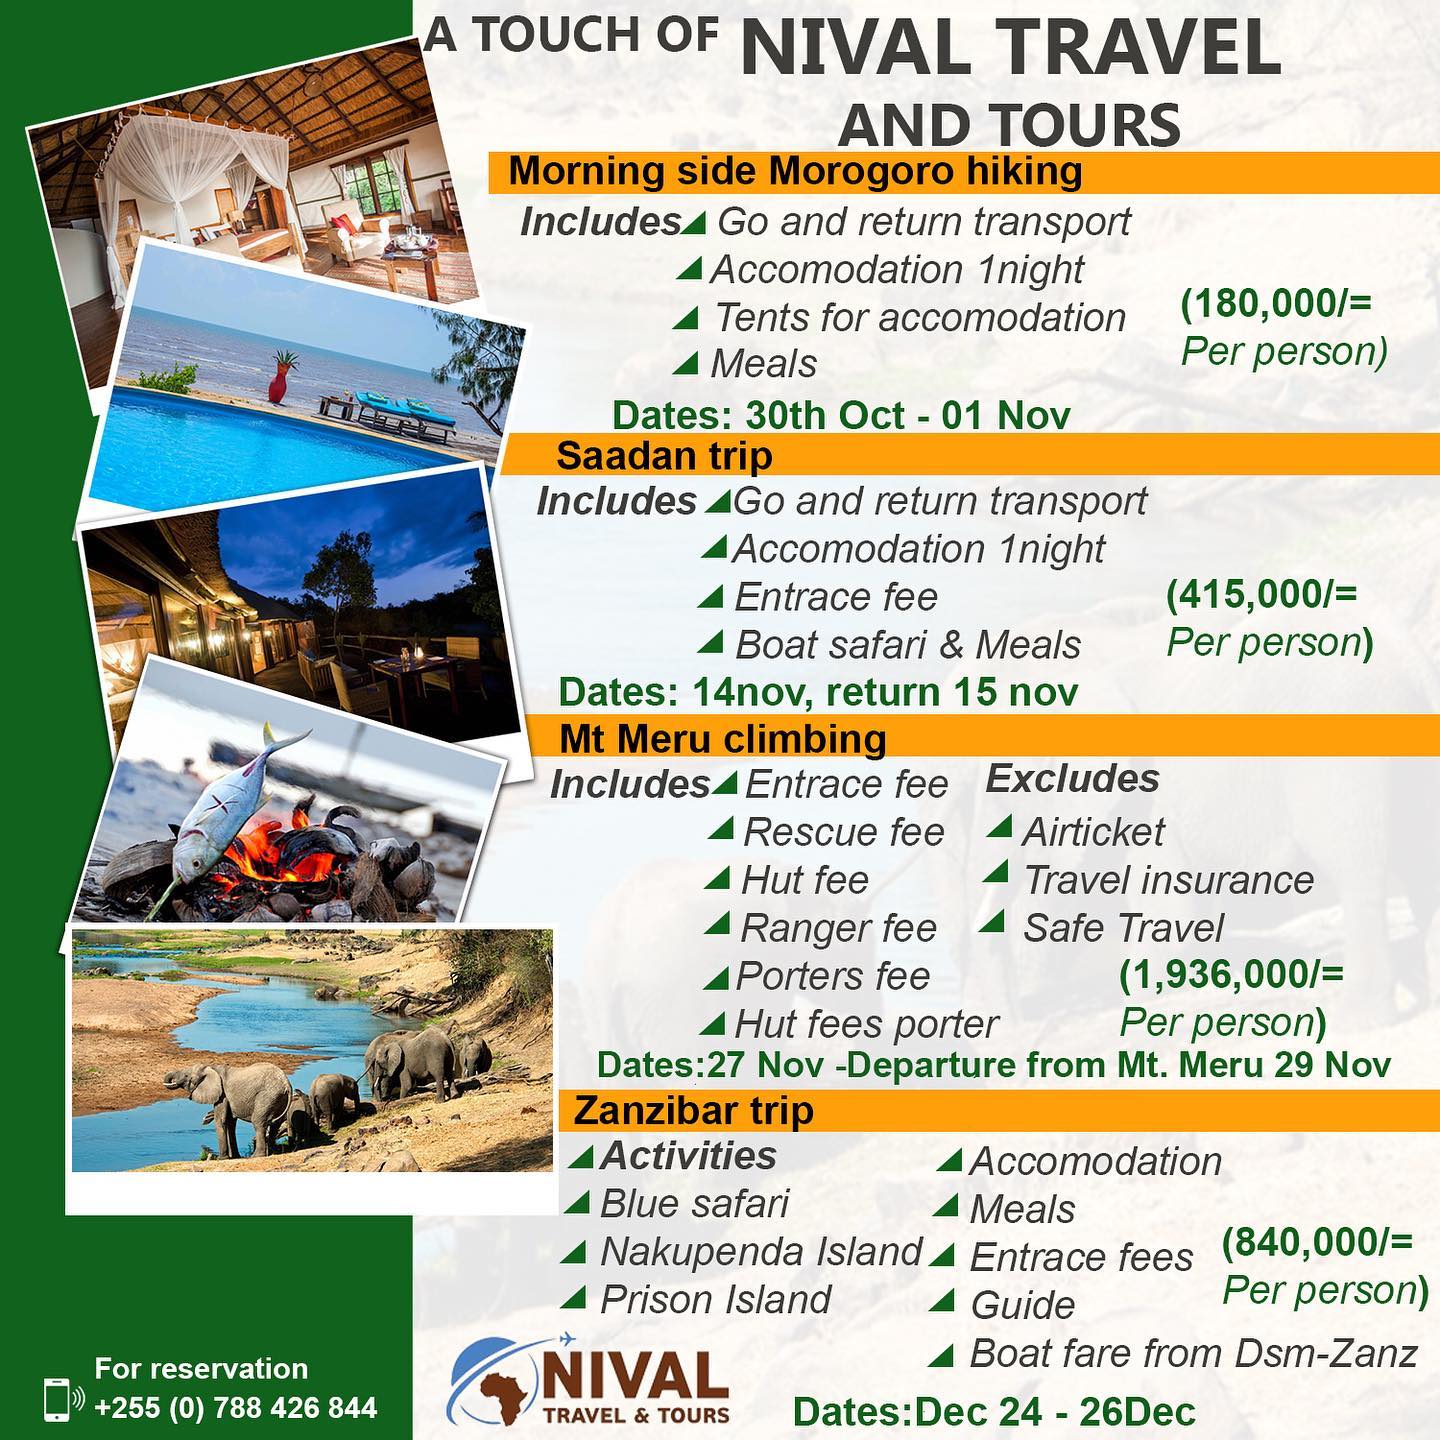 A TOUCH OF NIVAL TRAVEL
AND TOURS
Morning side Morogoro hiking
Includes Go and return transport
Accomodation 1night
Tents for accomodation
Meals
(180,000/=
Per person)
Dates: 30th Oct - 01 Nov
Saadan trip
Includes Go and return transport
Accomodation 1night
Entrace fee
Boat safari & Meals
(415,000/=
Per person)
Dates: 14nov, return 15 nov
Mt Meru climbing
Includes Entrace fee
Rescue fee
Hut fee
Ranger fee
Porters fee
Hut fees porter
Excludes
Airticket
Travel insurance
Safe Travel
(1,936,000/=
Per person)
Dates:27 Nov -Departure from Mt. Meru 29 Nov
Zanzibar trip
Activities
Blue safari
Nakupenda Island
Prison Island
Accomodation
Meals
Entrace fees
Guide
Boat fare from Dsm-Zanz
(840,000/=
Per person)
Dates:Dec 24 - 26Dec
NIVAL
TRAVEL & TOURS
For reservation
+255 (0) 788 426 844